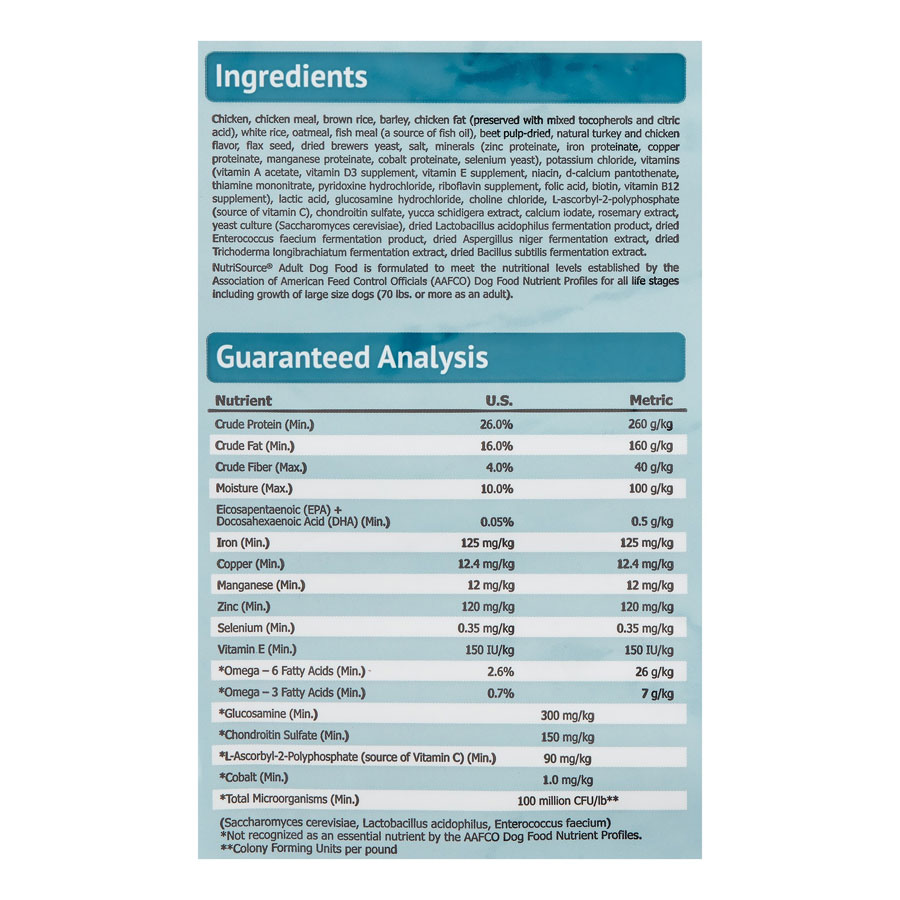 Ingredients
Chicken, chicken meal, brown rice, barley, chicken fat (preserved with mixed tocopherols and citric
acid), white rice, oatmeal, fish meal (a source of fish oil), beet pulp-dried, natural turkey and chicken
flavor, flax seed, dried brewers yeast, salt, minerals (zinc proteinate, iron proteinate, copper
proteinate, manganese proteinate, cobalt proteinate, selenium yeast), potassium chloride, vitamins
(vitamin A acetate, vitamin D3 supplement, vitamin E supplement, niacin, d-calcium pantothenate,
thiamine mononitrate, pyridoxine hydrochloride, riboflavin supplement, folic acid, biotin, vitamin B12
supplement), lactic acid, glucosamine hydrochloride, choline chloride, L-ascorbyl-2-polyphosphate
(source of vitamin C), chondroitin sulfate, yucca schidigera extract, calcium iodate, rosemary extract,
yeast culture (Saccharomyces cerevisiae), dried Lactobacillus acidophilus fermentation product, dried
Enterococcus faecium fermentation product, dried Aspergillus niger fermentation extract, dried
Trichoderma longibrachiatum fermentation extract, dried Bacillus subtilis fermentation extract.
NutriSource® Adult Dog Food is formulated to meet the nutritional levels established by the
Association of American Feed Control Officials (AAFCO) Dog Food Nutrient Profiles for all life stages
including growth of large size dogs (70 lbs. or more as an adult).
Guaranteed Analysis
Nutrient U.S. Metric
Crude Protein (Min.) 26.0% 260 g/kg
Crude Fat (Min.) 16.0% 160 g/kg
Crude Fiber (Max.) 4.0% 40 g/kg
Moisture (Max.) 10.0% 100 g/kg
Eicosapentaenoic (EPA) +
Docosahexaenoic Acid (DHA) (Min.) 0.05% 0.5 g/kg
Iron (Min.) 125 mg/kg 125 mg/kg
Copper (Min.) 12.4 mg/kg 12.4 mg/kg
Manganese (Min.) 12 mg/kg 12 mg/kg
Zinc (Min.) 120 mg/kg 120 mg/kg
Selenium (Min.) 0.35 mg/kg 0.35 mg/kg
Vitamin E (Min.) 150 IU/kg 150 IU/kg
*Omega – 6 Fatty Acids (Min.) 2.6% 26 g/kg
*Omega – 3 Fatty Acids (Min.) 0.7% 7 g/kg
*Glucosamine (Min.) 300 mg/kg
*Chondroitin Sulfate (Min.) 150 mg/kg
*L-Ascorbyl-2-Polyphosphate (source of Vitamin C) (Min.) 90 mg/kg
*Cobalt (Min.) 1.0 mg/kg
*Total Microorganisms (Min.) 100 million CFU/lb**
(Saccharomyces cerevisiae, Lactobacillus acidophilus, Enterococcus faecium)
*Not recognized as an essential nutrient by the AAFCO Dog Food Nutrient Profiles.
**Colony Forming Units per pound